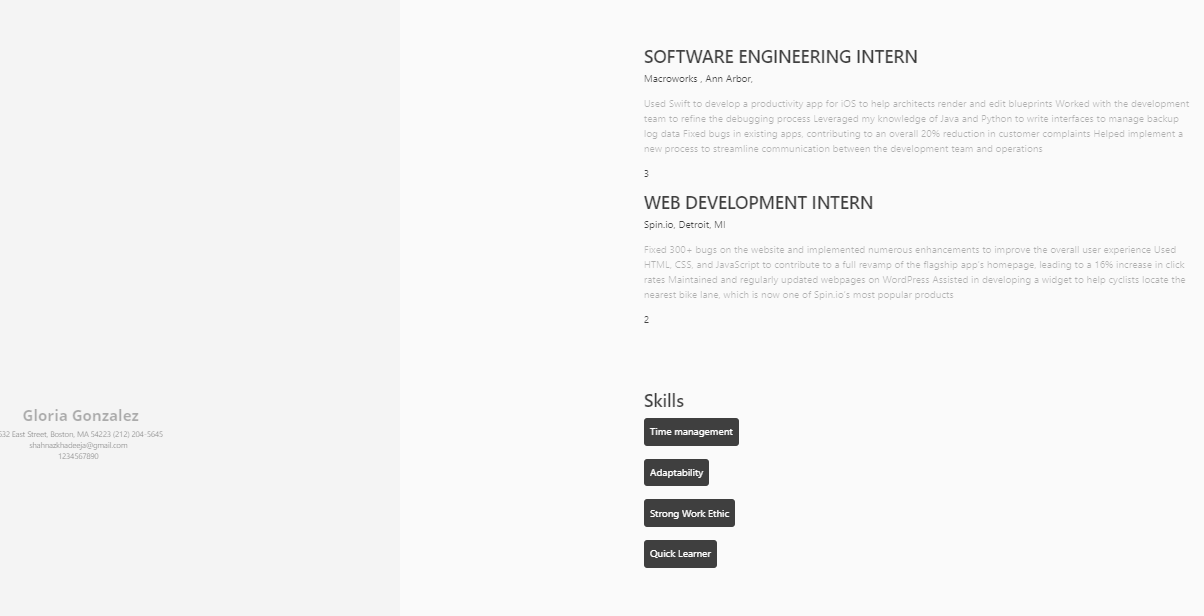 SOFTWARE ENGINEERING INTERN
Macroworks , Ann Arbor,
Used Swift to develop a productivity app for iOS to help architects render and edit blueprints Worked with the development
team to refine the debugging process Leveraged my knowledge of Java and Python to write interfaces to manage backup
log data Fixed bugs in existing apps, contributing to an overall 20% reduction in customer complaints Helped implement a
new process to streamline communication between the development team and operations
3
WEB DEVELOPMENT INTERN
Spin.io, Detroit, MI
Fixed 300+ bugs on the website and implemented numerous enhancements to improve the overall user experience Used
HTML, CSS, and JavaScript to contribute to a full revamp of the flagship app's homepage, leading to a 16% increase in click
rates Maintained and regularly updated webpages on WordPress Assisted in developing a widget to help cyclists locate the
nearest bike lane, which is now one of Spin.io's most popular products
2
Gloria Gonzalez
East Street, Boston, MA 54223 (212) 204-5645
shahnazkhadeeja@gmail.com
1234567890
Skills
Time management
Adaptability
Strong Work Ethic
Quick Learner